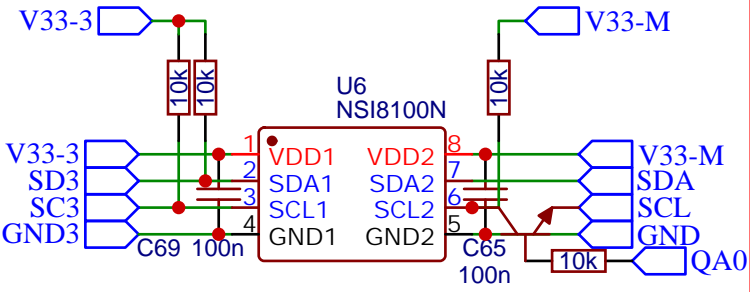 V33-3
V33-M
10k
10k
10k
U6
NSI8100N
V33-3
1
VDD1
VDD2
8
V33-M
SD3
2
SDA1
SDA2
7
SDA
SC3
3
SCL1
SCL2
6
SCL
GND3
4
GND1
GND2
5
GND
C69
100n
C65
100n
10k
QA0